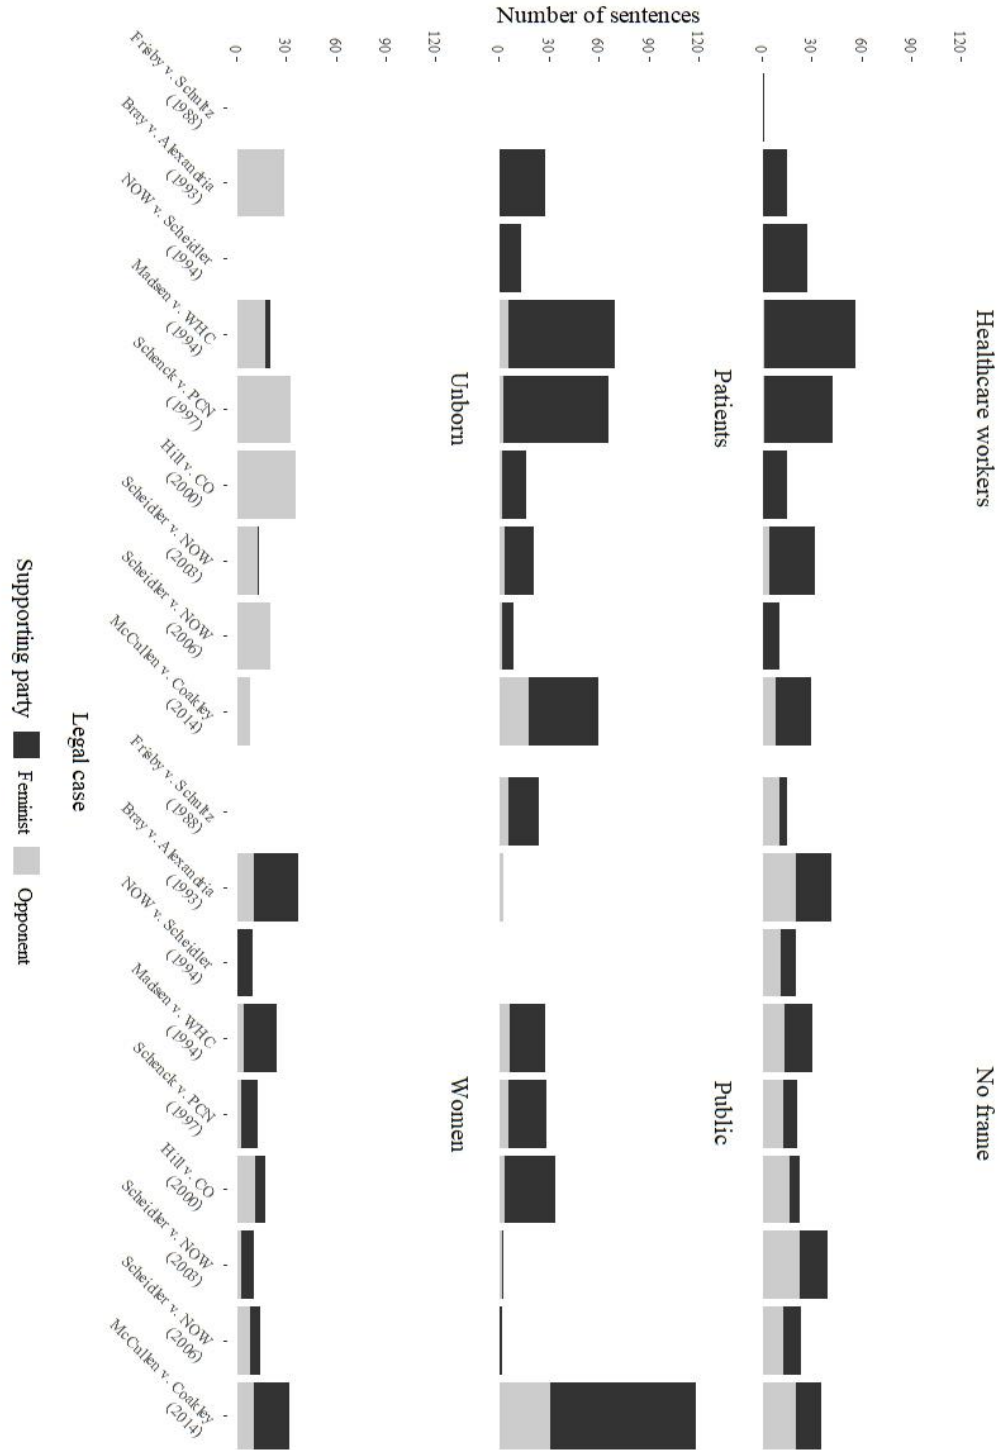 Healthcare workers
No frame
120
90
60
30
0
Patients
Public
Number of sentences
120
90
60
30
0
Unborn
Women
120
90
60
30
0
Frisby v. Schultz
(1988)
Bray v. Alexandria
(1993)
NOW v. Scheidler
(1994)
Madsen v. WHC
(1994)
Schenck v. PCN
(1997)
Hill v. CO
(2000)
Scheidler v. NOW
(2003)
Scheidler v. NOW
(2006)
McCullen v. Coakley
(2014)
Frisby v. Schultz
(1988)
Bray v. Alexandria
(1993)
NOW v. Scheidler
(1994)
Madsen v. WHC
(1994)
Schenck v. PCN
(1997)
Hill v. CO
(2000)
Scheidler v. NOW
(2003)
Scheidler v. NOW
(2006)
McCullen v. Coakley
(2014)
Legal case
Supporting party Feminist Opponent